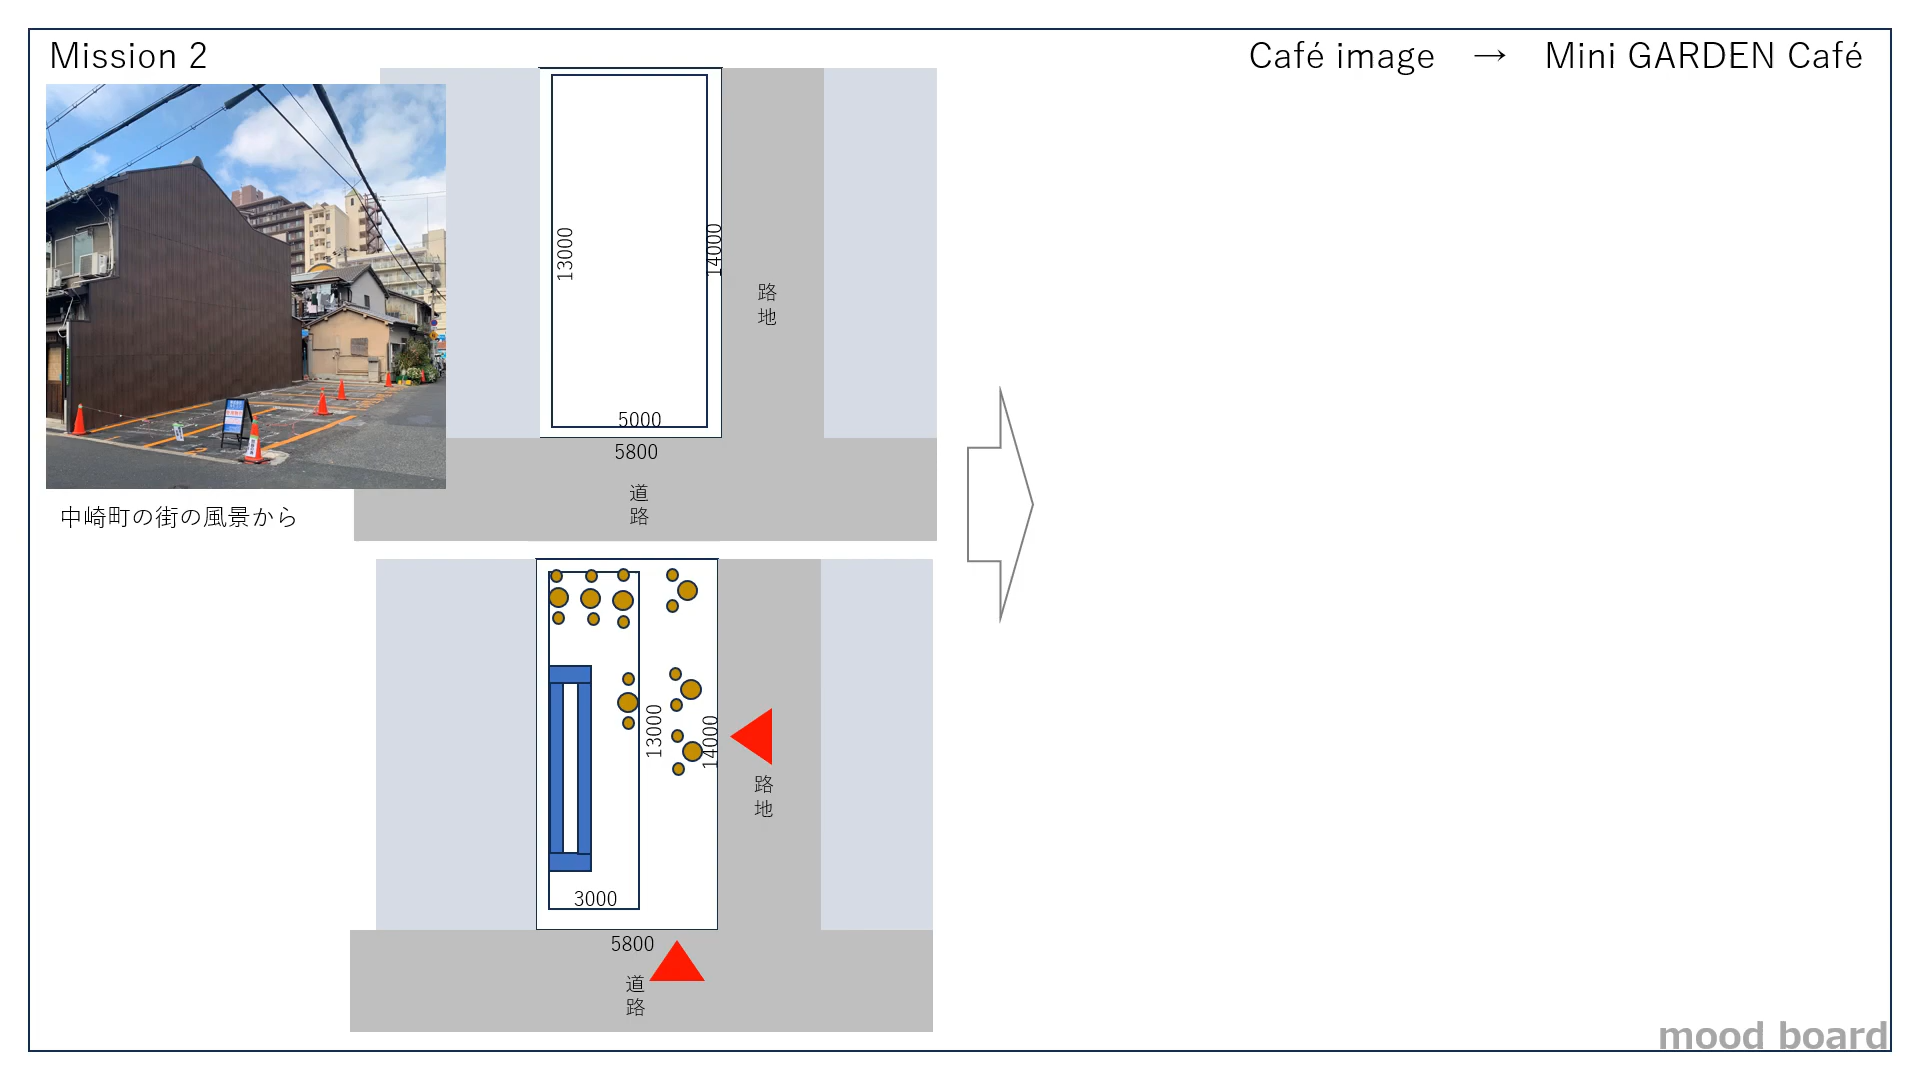 Mission 2
Café image → Mini GARDEN Café
13000
14000
路
地
5000
5800
道
路
中崎町の街の風景から
13000
14000
路
地
3000
5800
道
路
mood board